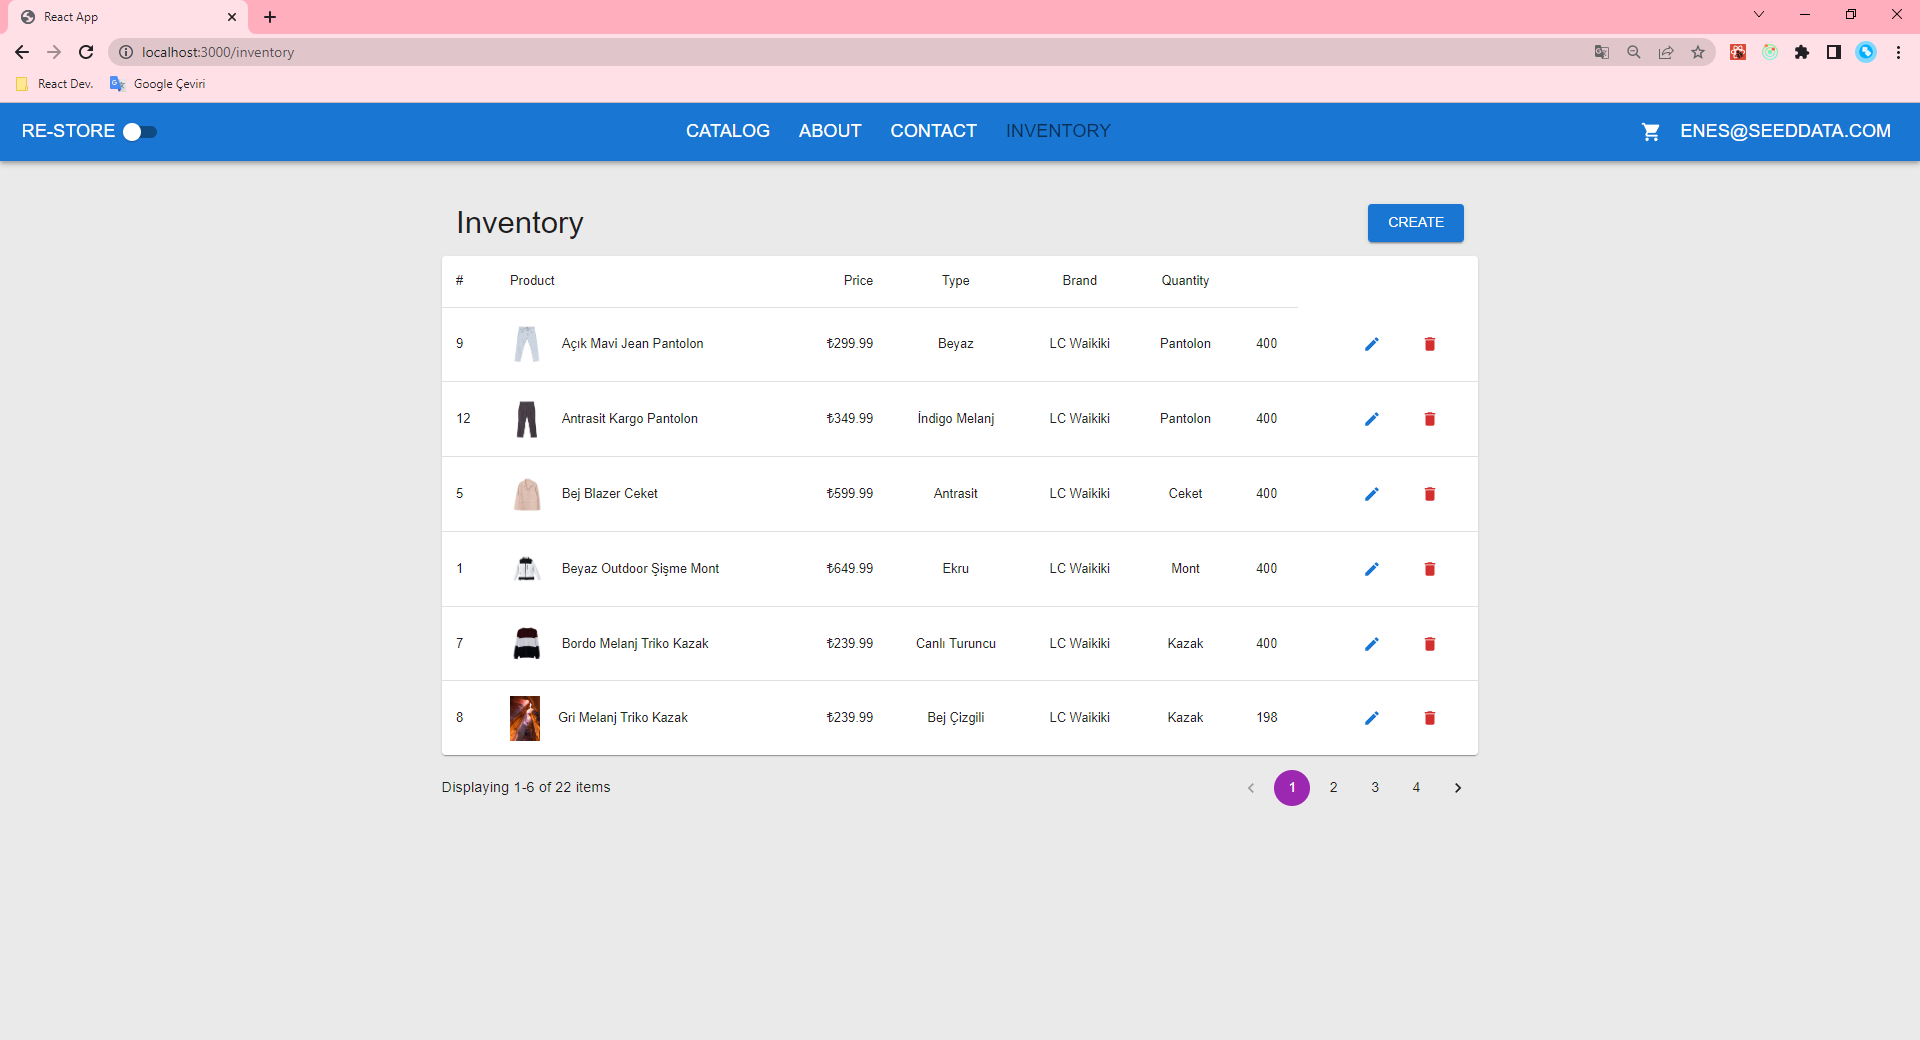 React App
localhost:3000/inventory
React Dev. Google Çeviri
RE-STORE CATALOG ABOUT CONTACT INVENTORY ENES@SEEDDATA.COM
Inventory CREATE
# Product Price Type Brand Quantity
9 Açık Mavi Jean Pantolon ₺299.99 Beyaz LC Waikiki Pantolon 400
12 Antrasit Kargo Pantolon ₺349.99 İndigo Melanj LC Waikiki Pantolon 400
5 Bej Blazer Ceket ₺599.99 Antrasit LC Waikiki Ceket 400
1 Beyaz Outdoor Şişme Mont ₺649.99 Ekru LC Waikiki Mont 400
7 Bordo Melanj Triko Kazak ₺239.99 Canlı Turuncu LC Waikiki Kazak 400
8 Gri Melanj Triko Kazak ₺239.99 Bej Çizgili LC Waikiki Kazak 198
Displaying 1-6 of 22 items 1 2 3 4